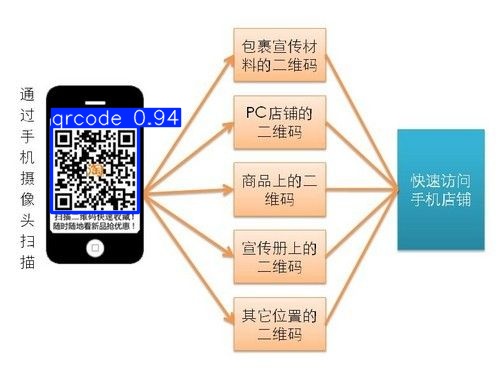 通过手机摄像头扫描
qrcode 0.94
淘
扫描二维码快速收藏!
随时随地看新品抢优惠!
包裹宣传材
料的二维码
PC店铺的
二维码
商品上的二
维码
宣传册上的
二维码
其它位置的
二维码
快速访问
手机店铺